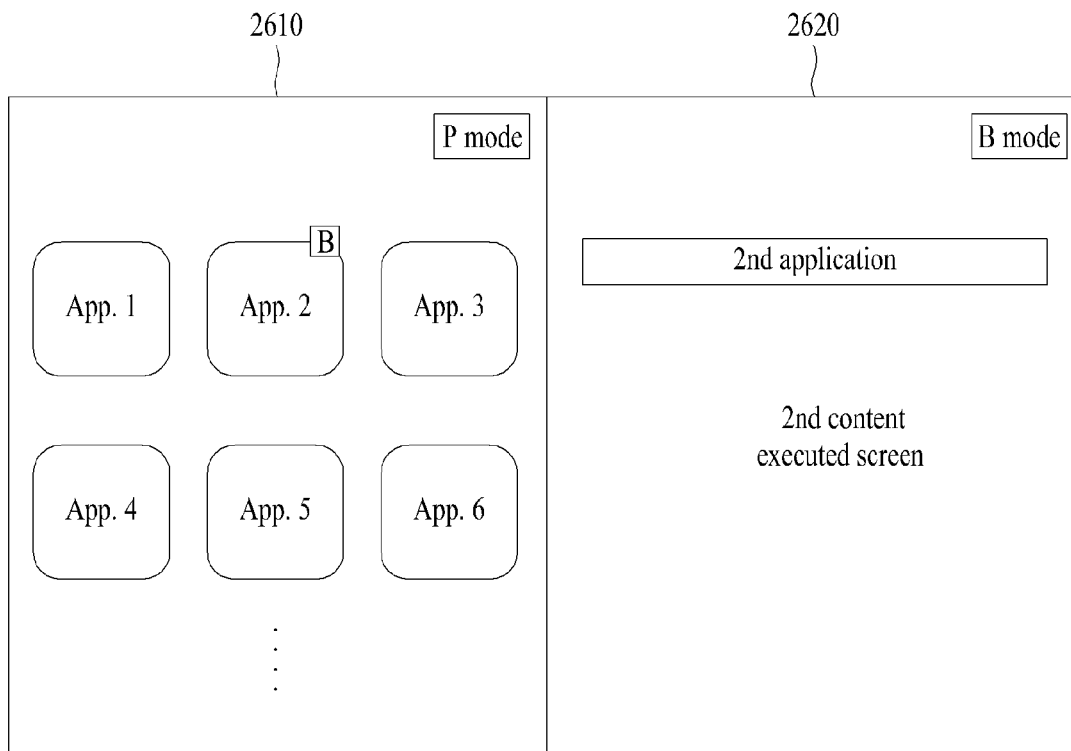 2610
2620
P mode
B mode
B
App. 1
App. 2
App. 3
2nd application
2nd content
executed screen
App. 4
App. 5
App. 6